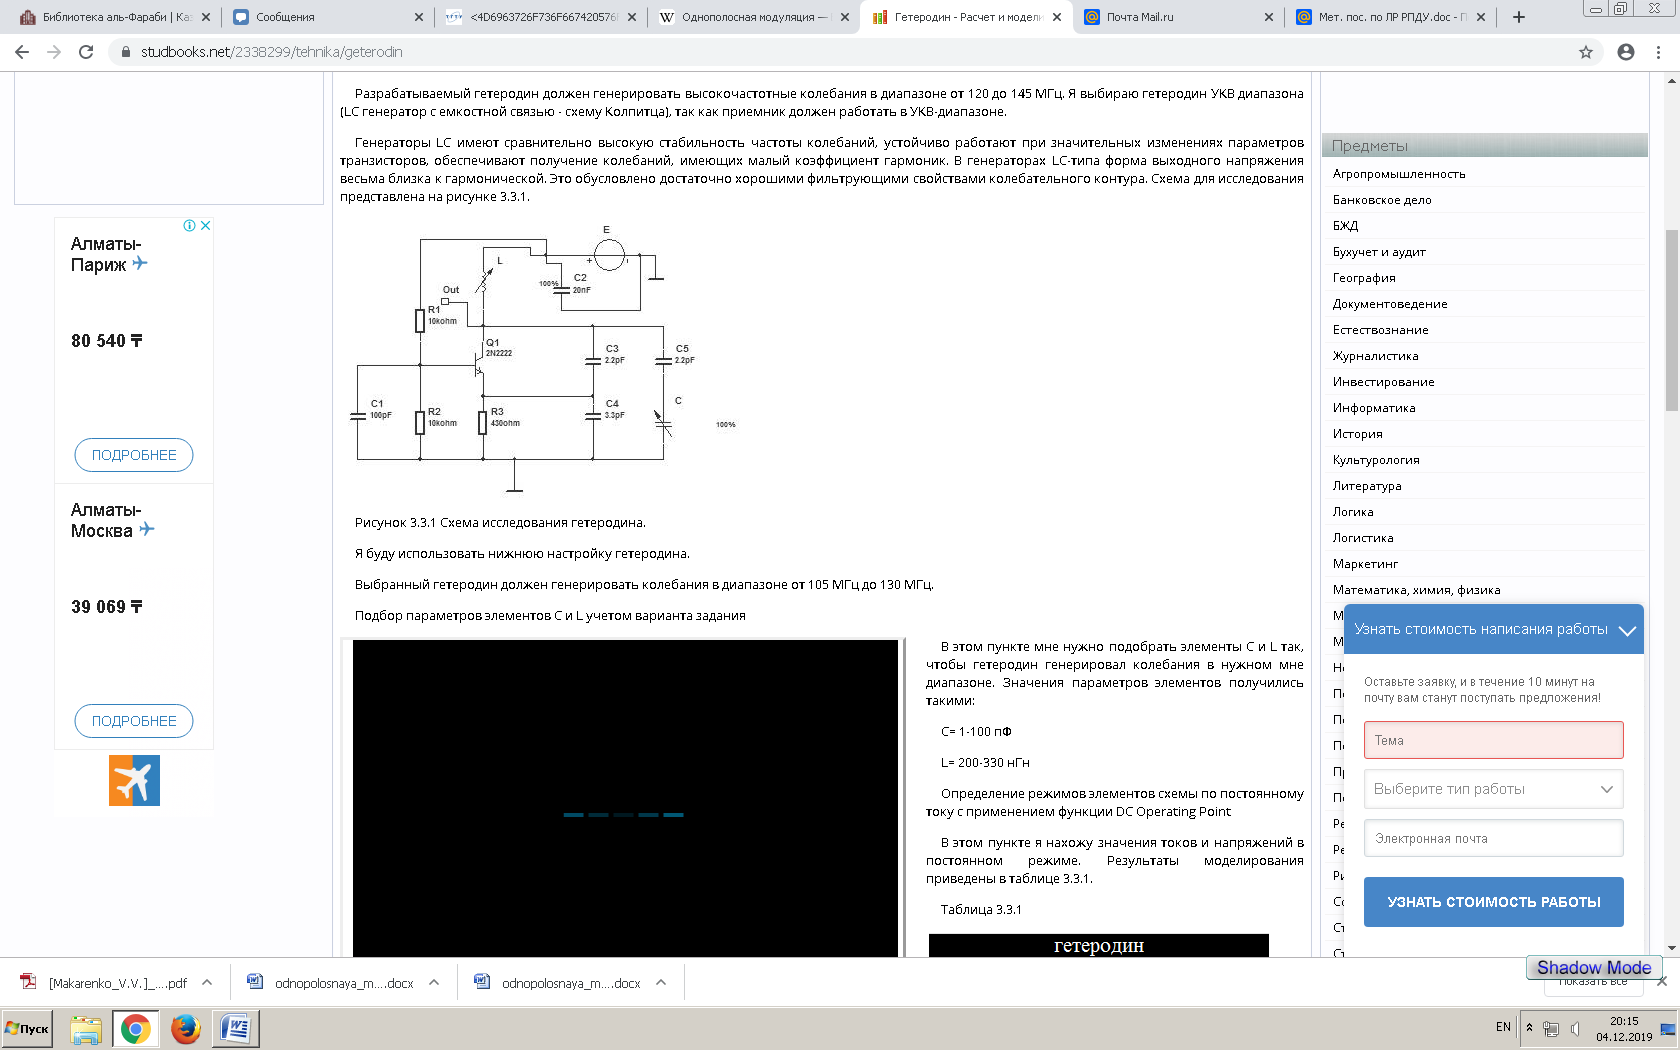 Библиотека аль-Фараби | Ка
Сообщения
<4D6963726F736F667420576
Однополосная модуляция —
Гетеродин - Расчет и модели
Почта Mail.ru
Мет. пос. по ЛР РПДУ.doc - П
studbooks.net/2338299/tehnika/geterodin
Разрабатываемый гетеродин должен генерировать высокочастотные колебания в диапазоне от 120 до 145 МГц. Я выбираю гетеродин УКВ диапазона
(LC генератор с емкостной связью - схему Колпитца), так как приемник должен работать в УКВ-диапазоне.
Генераторы LC имеют сравнительно высокую стабильность частоты колебаний, устойчиво работают при значительных изменениях параметров
транзисторов, обеспечивают получение колебаний, имеющих малый коэффициент гармоник. В генераторах LC-типа форма выходного напряжения
весьма близка к гармонической. Это обусловлено достаточно хорошими фильтрующими свойствами колебательного контура. Схема для исследования
представлена на рисунке 3.3.1.
E
+
-
L
C2
100%
20nF
Out
R1
10kohm
Q1
2N2222
C3
2.2pF
C5
2.2pF
C1
100pF
R2
10kohm
R3
430ohm
C4
3.3pF
C
100%
Рисунок 3.3.1 Схема исследования гетеродина.
Я буду использовать нижнюю настройку гетеродина.
Выбранный гетеродин должен генерировать колебания в диапазоне от 105 МГц до 130 МГц.
Подбор параметров элементов С и L учетом варианта задания
В этом пункте мне нужно подобрать элементы С и L так,
чтобы гетеродин генерировал колебания в нужном мне
диапазоне. Значения параметров элементов получились
такими:
С= 1-100 пФ
L= 200-330 нГн
Определение режимов элементов схемы по постоянному
току с применением функции DC Operating Point
В этом пункте я нахожу значения токов и напряжений в
постоянном режиме. Результаты моделирования
приведены в таблице 3.3.1.
Таблица 3.3.1
гетеродин
Алматы-
Париж
80 540 ₸
ПОДРОБНЕЕ
Алматы-
Москва
39 069 ₸
ПОДРОБНЕЕ
Предметы
Агропромышленность
Банковское дело
БЖД
Бухучет и аудит
География
Документоведение
Естествознание
Журналистика
Инвестирование
Информатика
История
Культурология
Литература
Логика
Логистика
Маркетинг
Математика, химия, физика
Узнать стоимость написания работы
Оставьте заявку, и в течение 10 минут на
почту вам станут поступать предложения!
Тема
Выберите тип работы
Электронная почта
УЗНАТЬ СТОИМОСТЬ РАБОТЫ
Shadow Mode
Показать все
[Makarenko_V.V.]_....pdf
odnopolosnaya_m....docx
odnopolosnaya_m....docx
Пуск
EN
20:15
04.12.2019